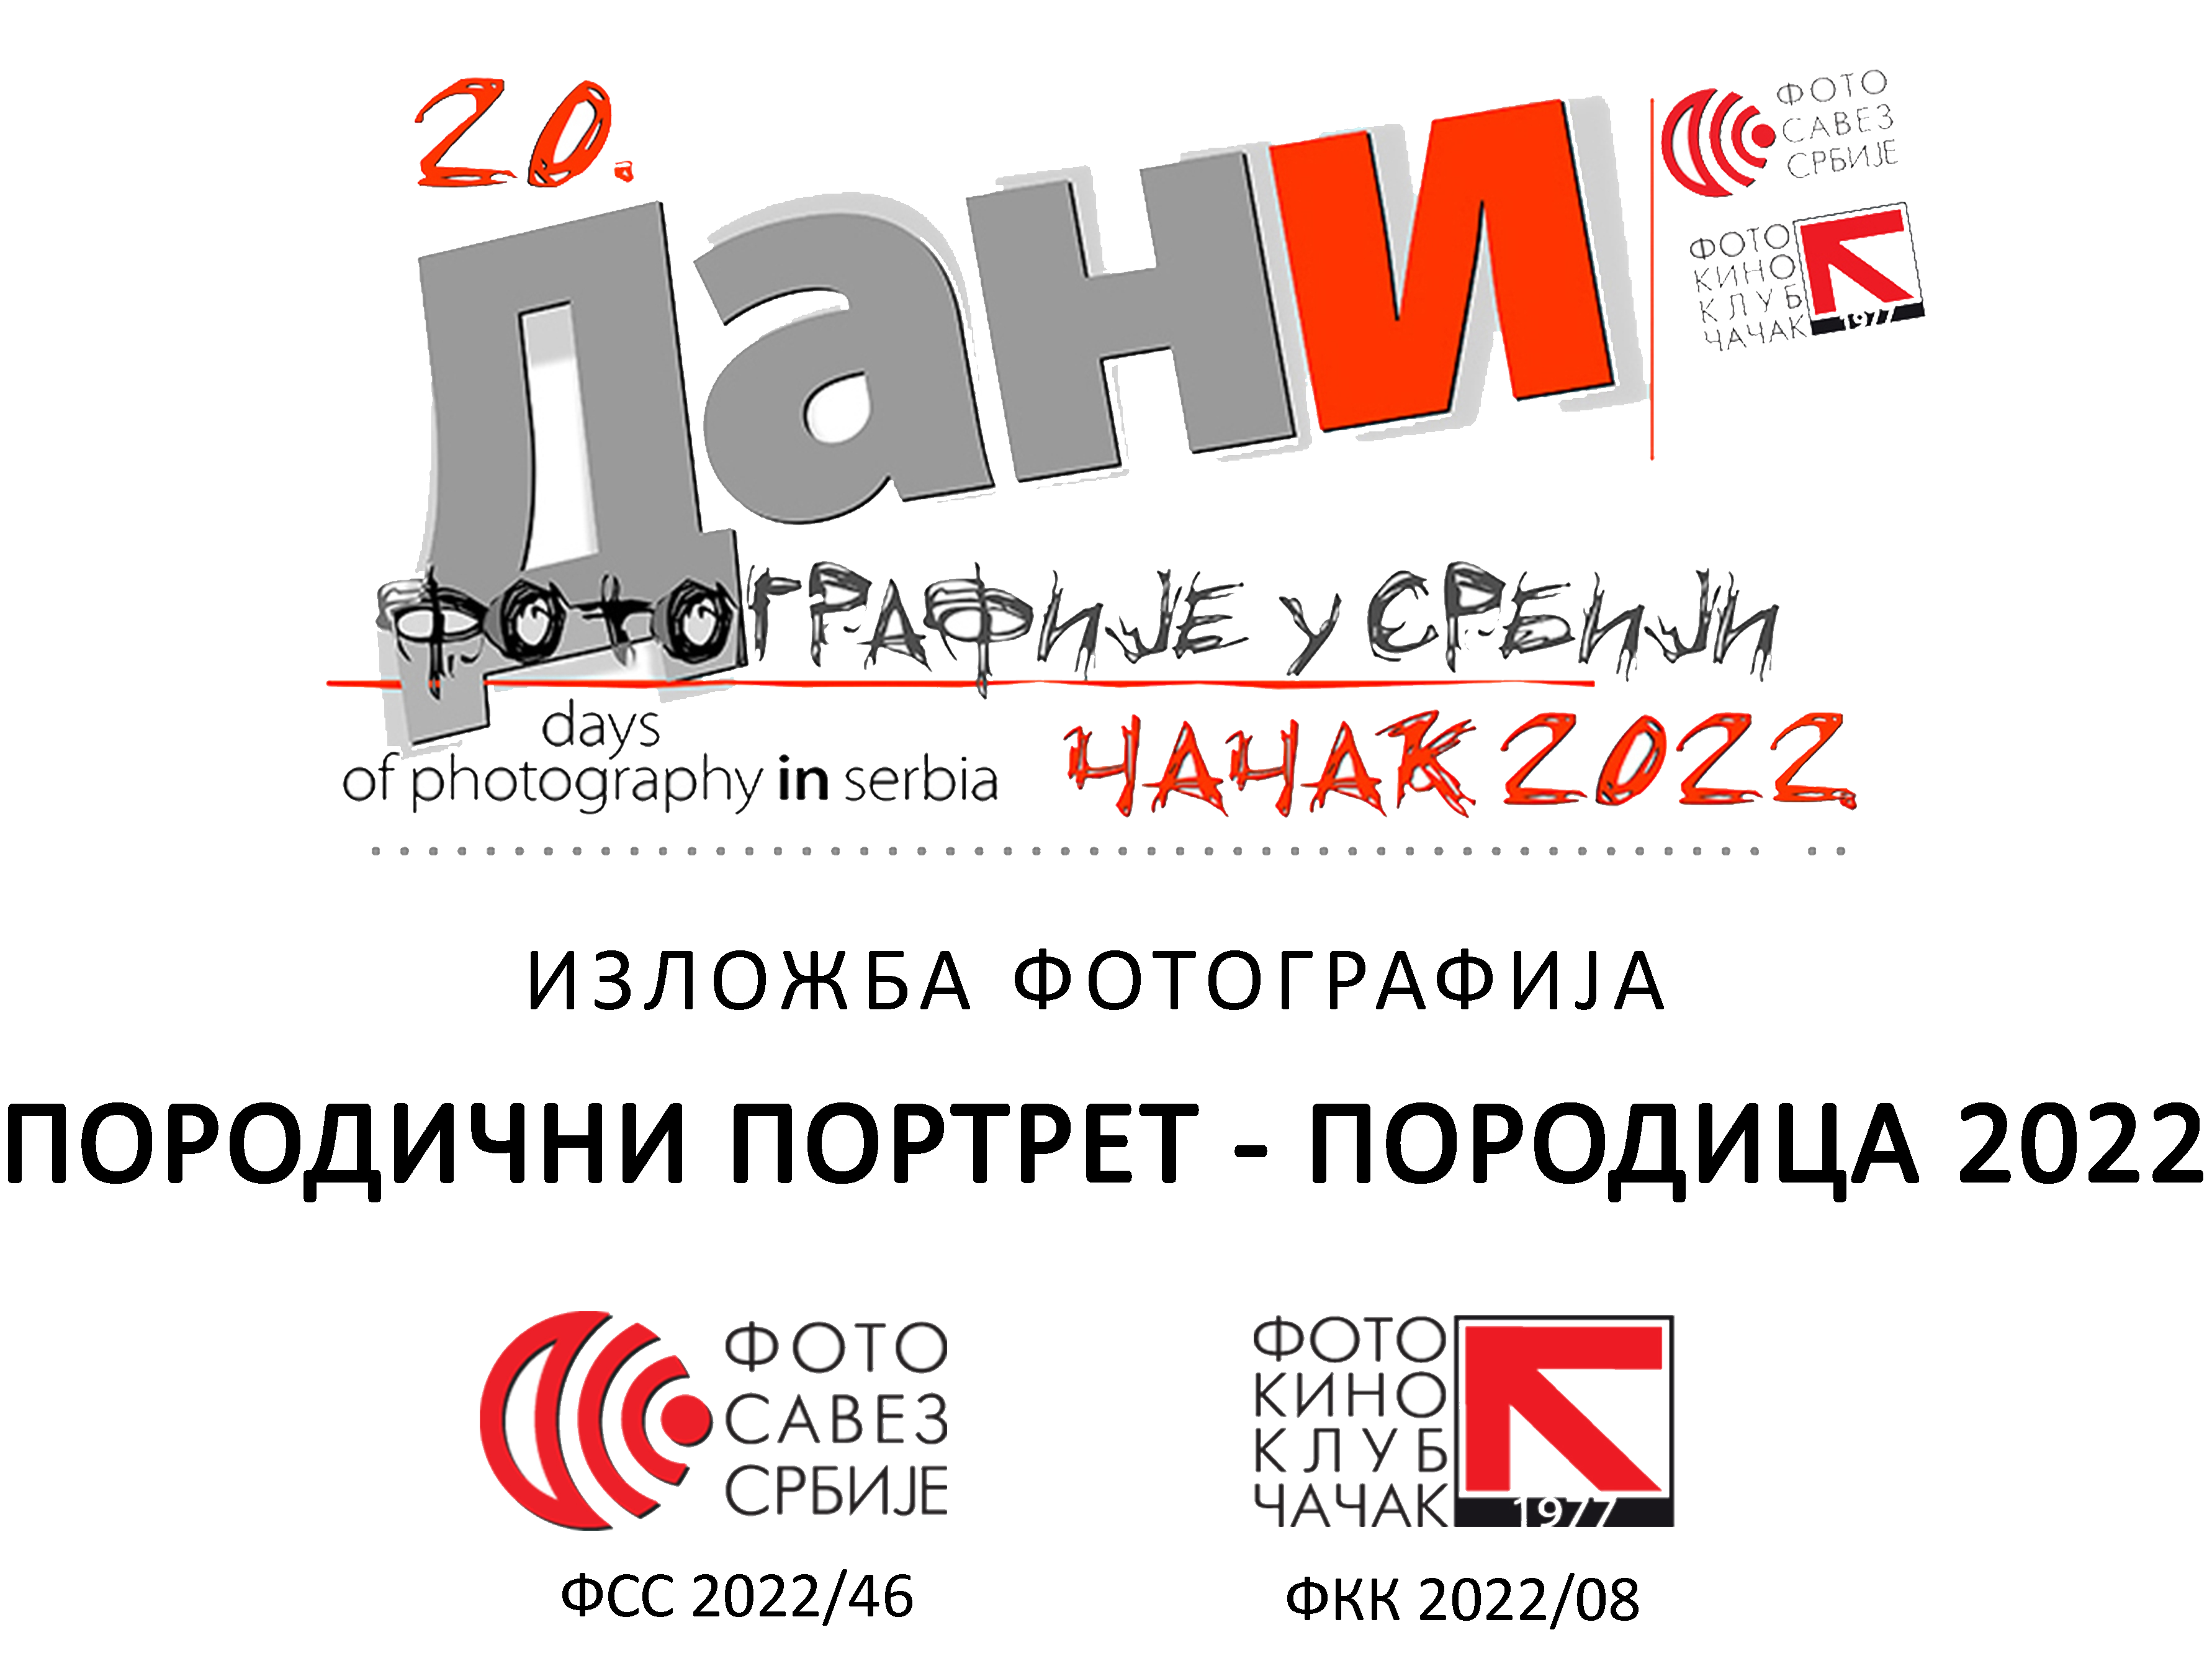 20.
Дани
ФОТО
САВЕЗ
СРБИЈЕ
ФОТО
КИНО
КЛУБ
ЧАЧАК
1977
ФОТОГРАФИЈЕ У СРБИЈИ
days
of photography in serbia
ЧАЧАК 2022.
ИЗЛОЖБА ФОТОГРАФИЈА
ПОРОДИЧНИ ПОРТРЕТ - ПОРОДИЦА 2022
ФОТО
САВЕЗ
СРБИЈЕ
ФОТО
КИНО
КЛУБ
ЧАЧАК
1977
ФСС 2022/46
ФКК 2022/08